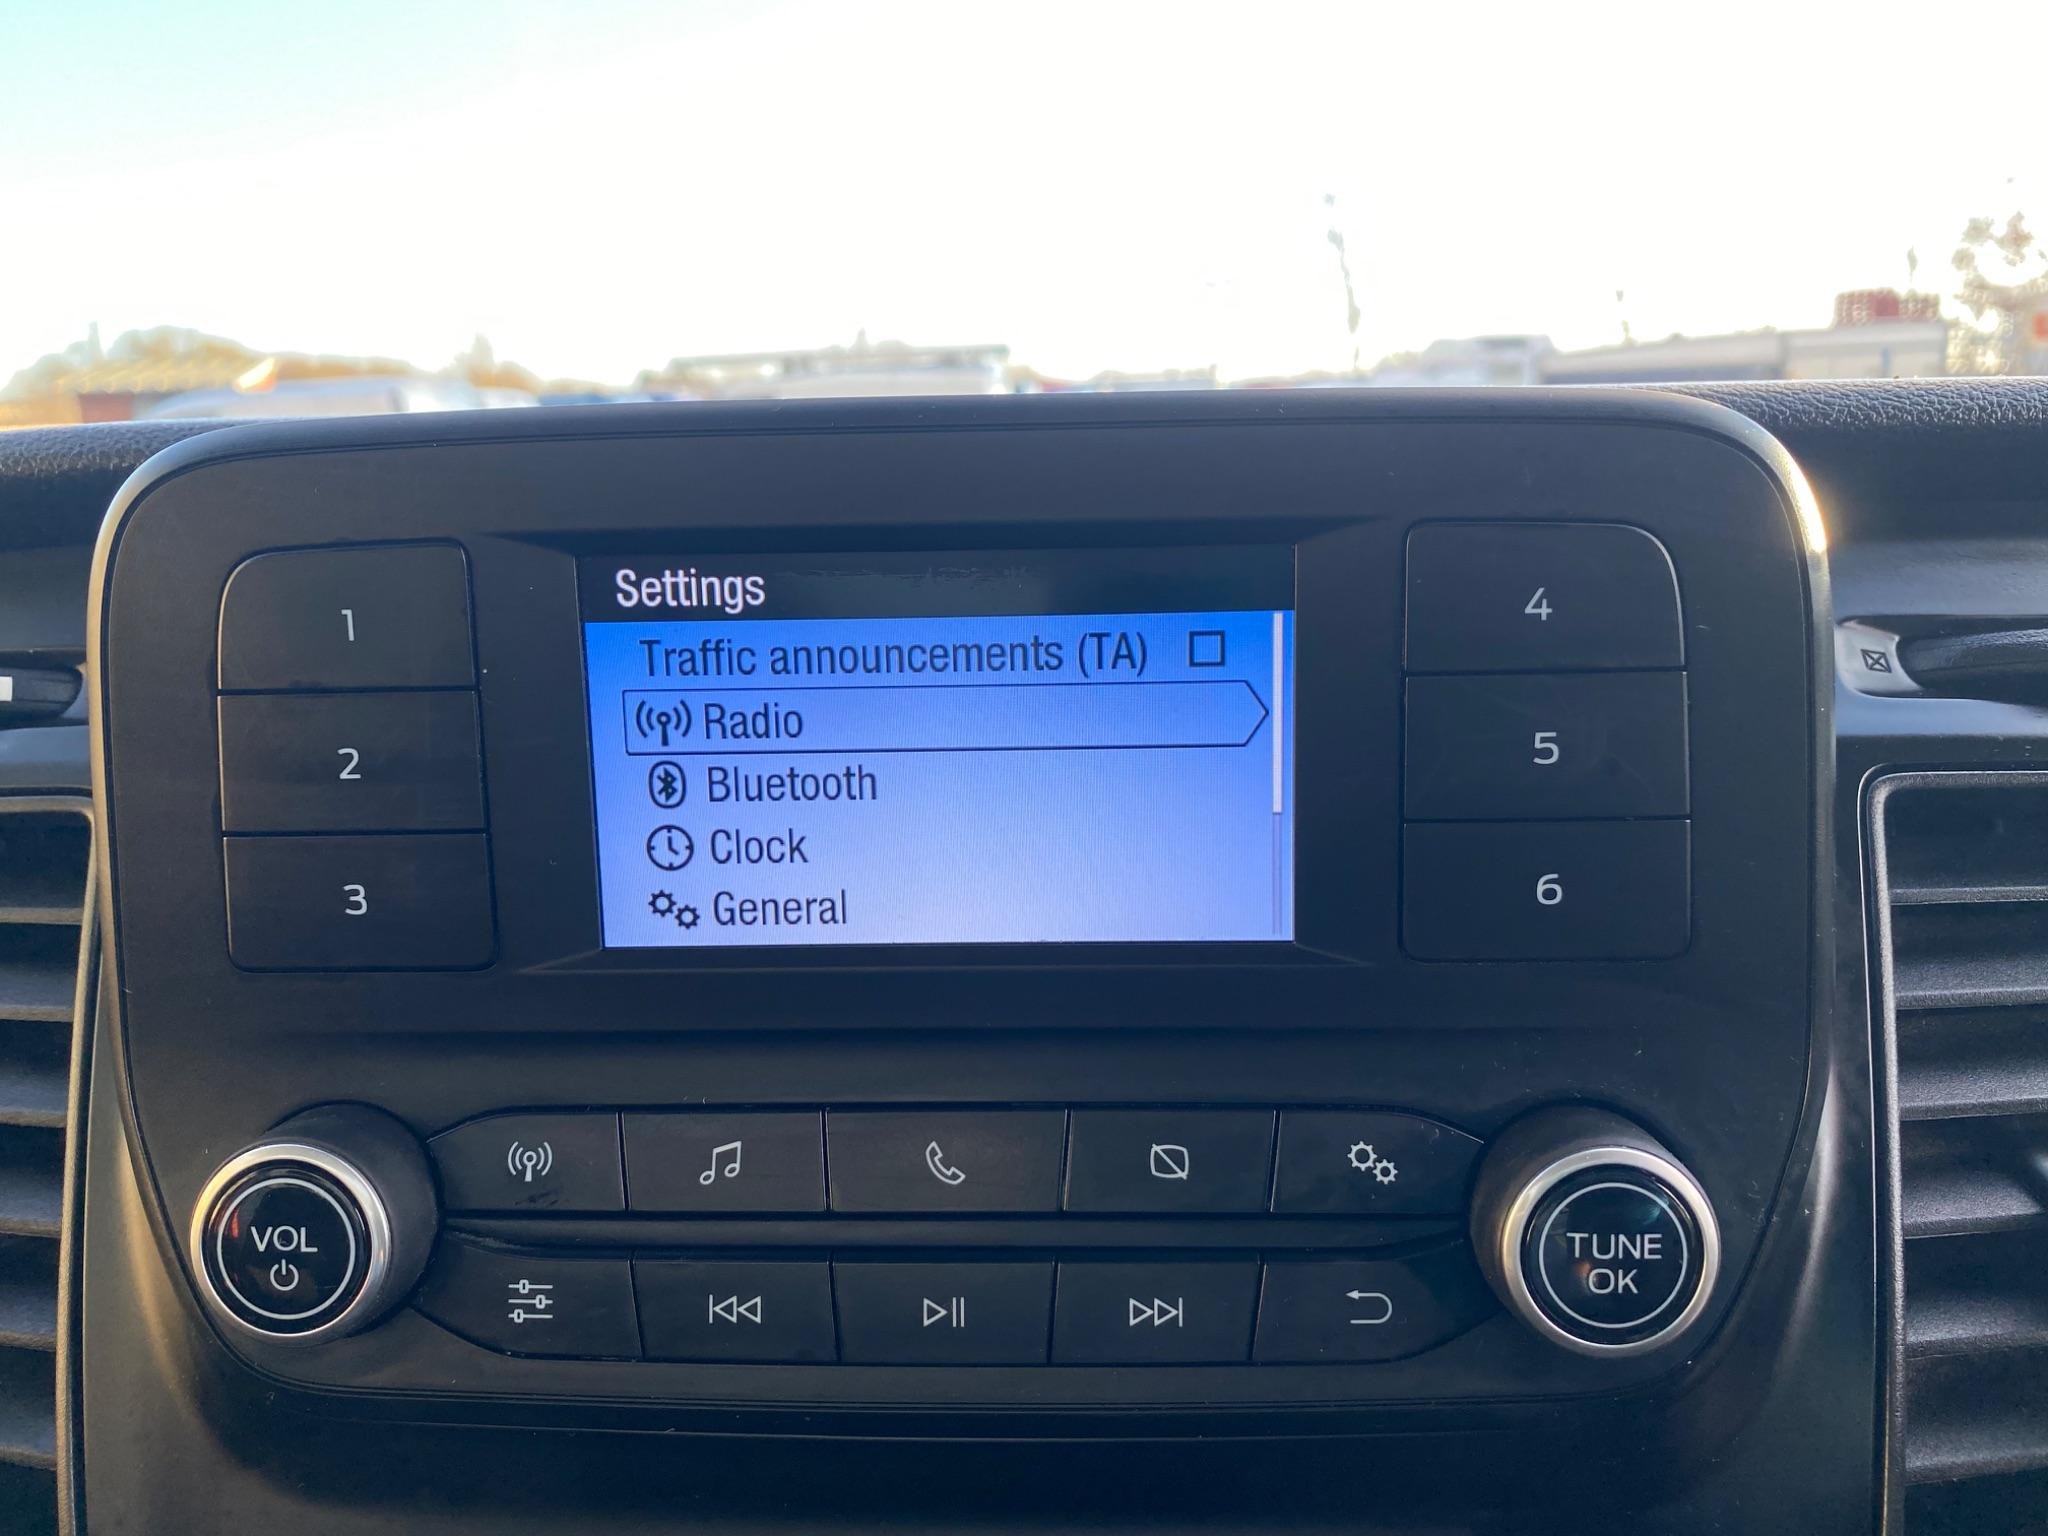 Settings
Traffic announcements (TA)
Radio
Bluetooth
Clock
General
1
2
3
4
5
6
VOL
TUNE
OK